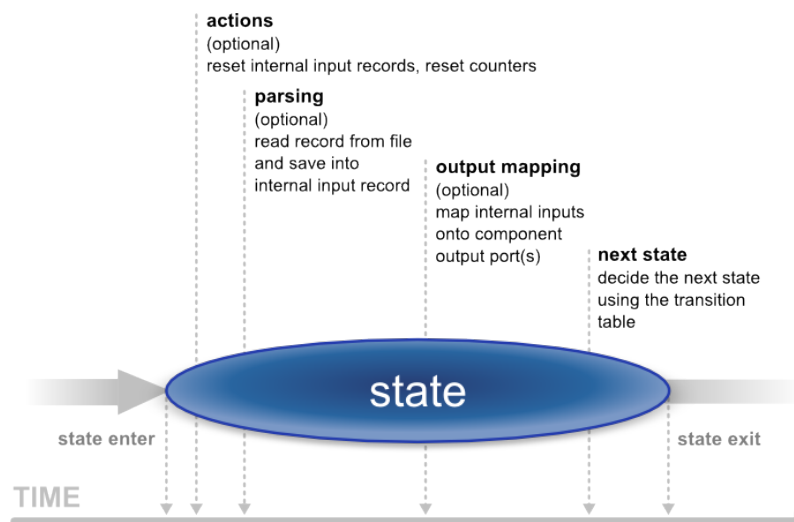 actions
(optional)
reset internal input records, reset counters
parsing
(optional)
read record from file
and save into
internal input record
output mapping
(optional)
map internal inputs
onto component
output port(s)
next state
decide the next state
using the transition
table
state
state enter
state exit
TIME